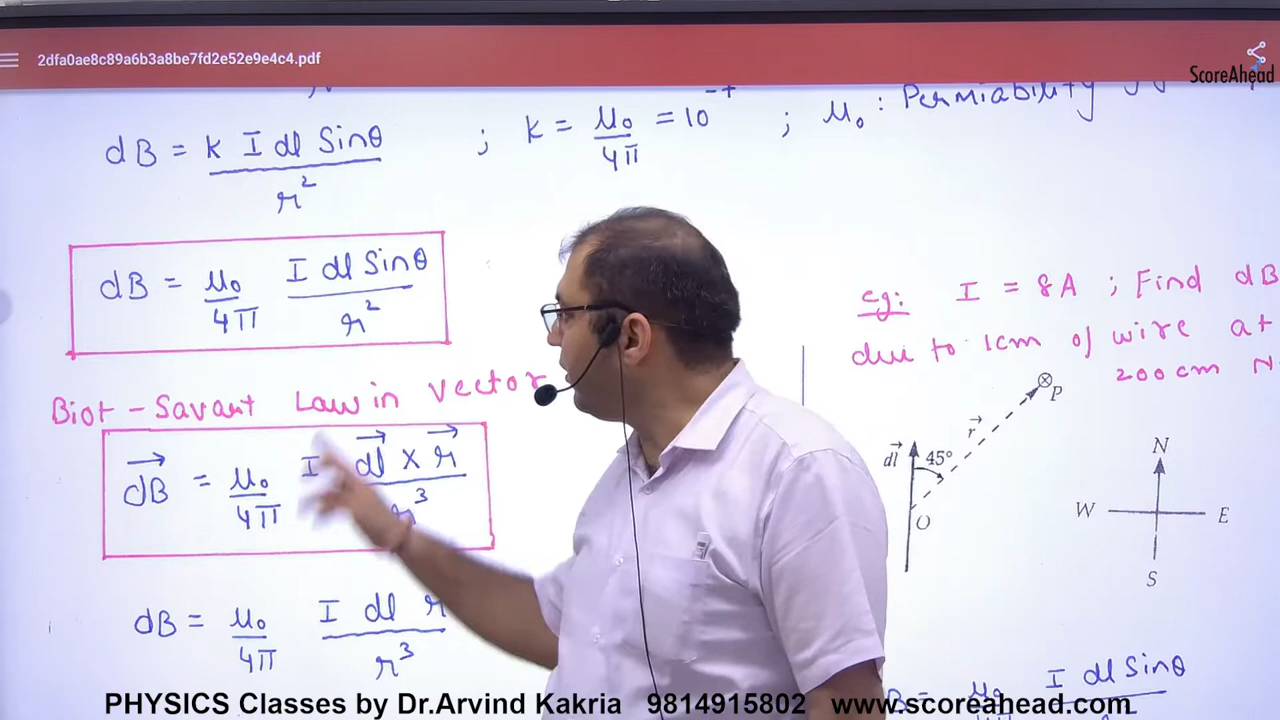 2dfa0ae8c89a6b3a8be7fd2e52e9e4c4.pdf
ScoreAhead
dB = k I dl Sinθ / r² ; k = μ₀/4π = 10⁻⁷ ; μ₀ : Permiability
dB = μ₀/4π I dl Sinθ / r²
Biot - Savart Law in vector
dB⃗ = μ₀/4π I dl⃗ × r⃗ / r³
dB = μ₀/4π I dl r / r³
eg: I = 8A ; Find dB
due to 1cm of wire at
200cm N
P
r⃗
dl⃗ 45°
O
N
W E
S
B = μ₀/4π I dl Sinθ
PHYSICS Classes by Dr.Arvind Kakria 9814915802 www.scoreahead.com